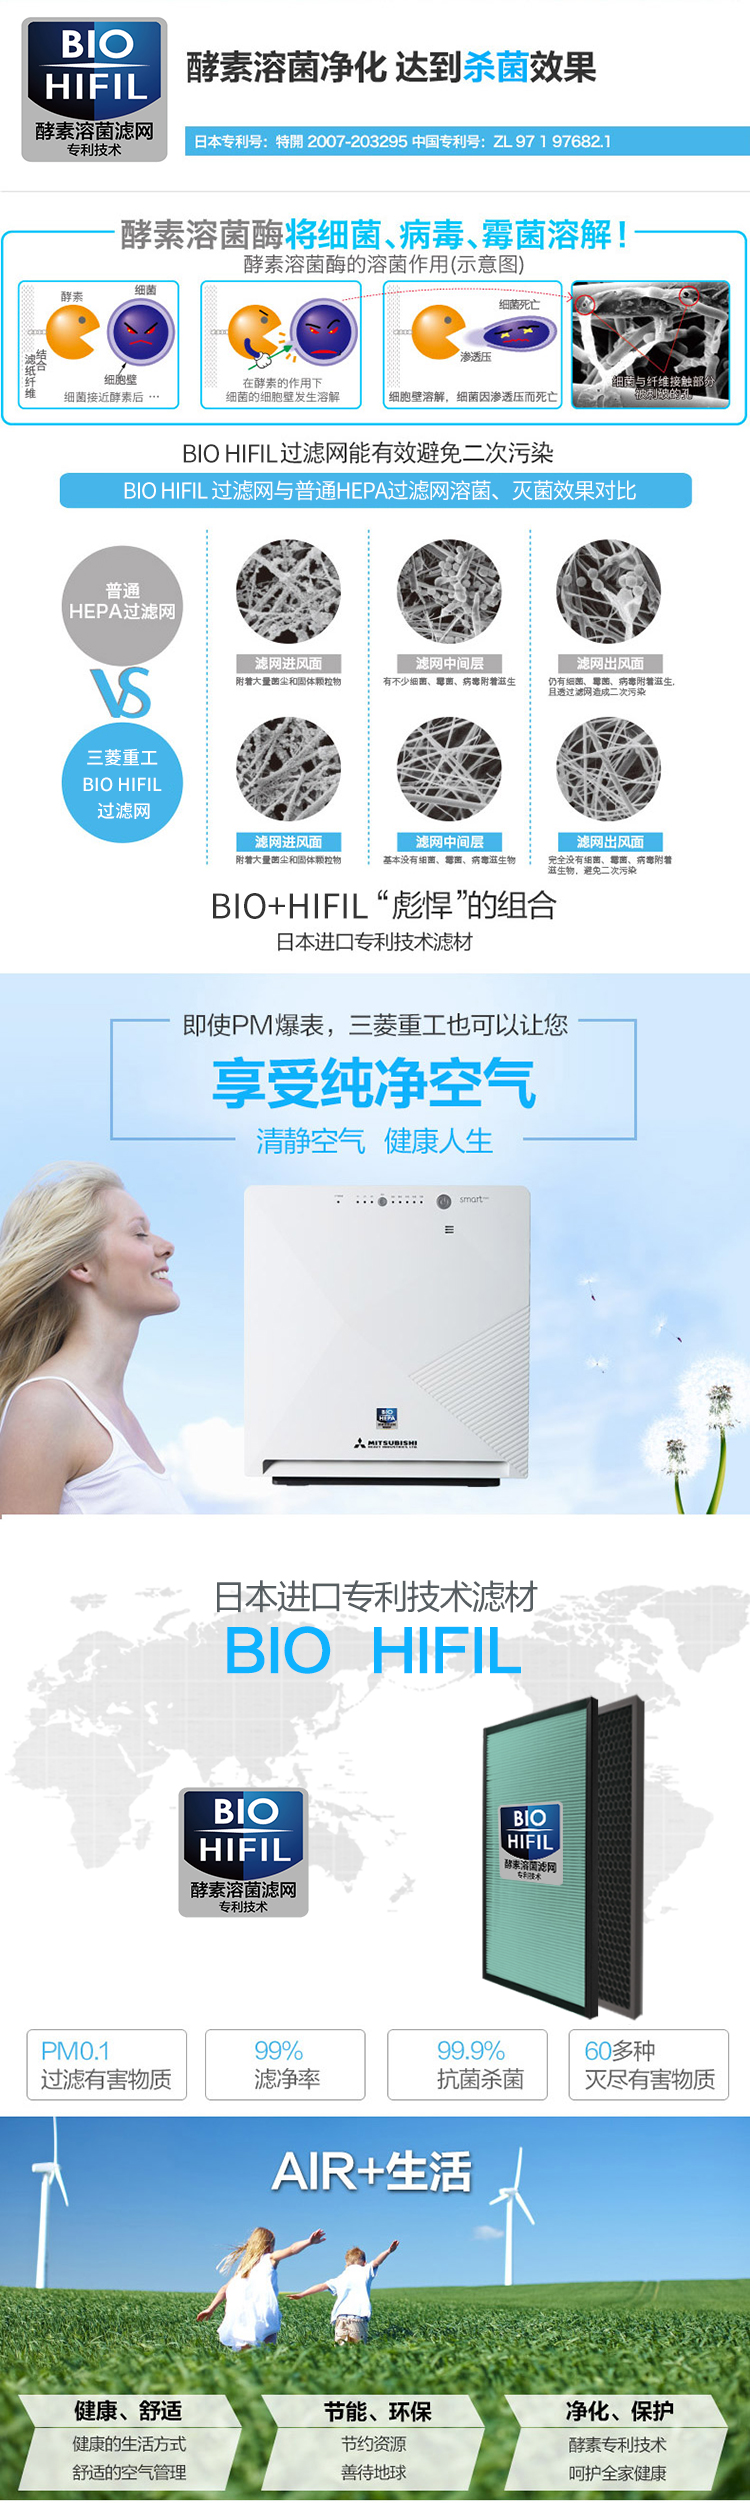 BIO
HIFIL
酵素溶菌滤网
专利技术
酵素溶菌净化 达到杀菌效果
日本专利号：特開 2007-203295 中国专利号：ZL 97 1 97682.1
酵素溶菌酶将细菌、病毒、霉菌溶解！
酵素溶菌酶的溶菌作用(示意图)
酵素
细菌
结合
滤纸纤维
细胞壁
细菌接近酵素后 …
在酵素的作用下
细菌的细胞壁发生溶解
细菌死亡
渗透压
细胞壁溶解，细菌因渗透压而死亡
细菌与纤维接触部分
被刺破的孔
BIO HIFIL过滤网能有效避免二次污染
BIO HIFIL 过滤网与普通HEPA过滤网溶菌、灭菌效果对比
普通
HEPA过滤网
滤网进风面
附着大量菌尘和固体颗粒物
滤网中间层
有不少细菌、霉菌、病毒附着滋生
滤网出风面
仍有细菌、霉菌、病毒附着滋生,
且透过滤网造成二次污染
VS
三菱重工
BIO HIFIL
过滤网
滤网进风面
附着大量菌尘和固体颗粒物
滤网中间层
基本没有细菌、霉菌、病毒滋生物
滤网出风面
完全没有细菌、霉菌、病毒附着
滋生物，避免二次污染
BIO+HIFIL“彪悍”的组合
日本进口专利技术滤材
即使PM爆表，三菱重工也可以让您
享受纯净空气
清静空气 健康人生
smart
BIO
HEPA
MITSUBISHI
HEAVY INDUSTRIES LTD
日本进口专利技术滤材
BIO HIFIL
BIO
HIFIL
酵素溶菌滤网
专利技术
BIO
HIFIL
酵素溶菌滤网
专利技术
PM0.1
过滤有害物质
99%
滤净率
99.9%
抗菌杀菌
60多种
灭尽有害物质
AIR+生活
健康、舒适
健康的生活方式
舒适的空气管理
节能、环保
节约资源
善待地球
净化、保护
酵素专利技术
呵护全家健康